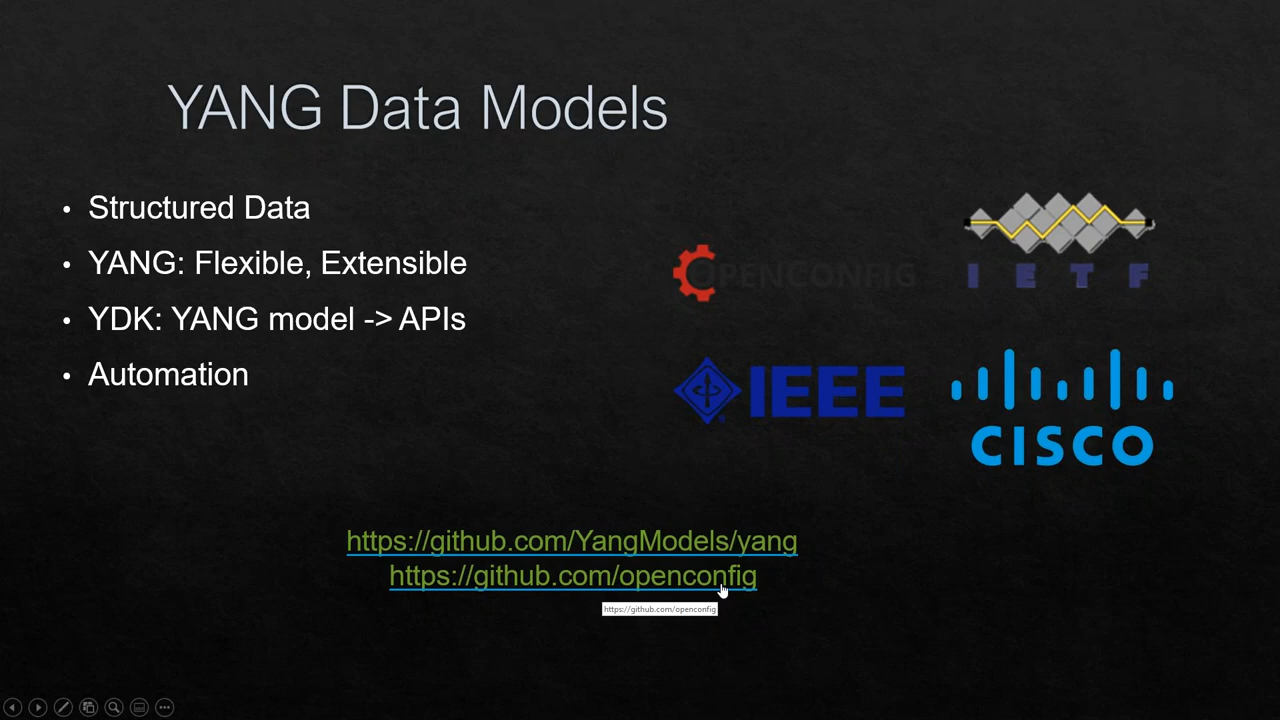 YANG Data Models
• Structured Data
• YANG: Flexible, Extensible
• YDK: YANG model -> APIs
• Automation
OPENCONFIG
I E T F
IEEE
CISCO
https://github.com/YangModels/yang
https://github.com/openconfig
https://github.com/openconfig